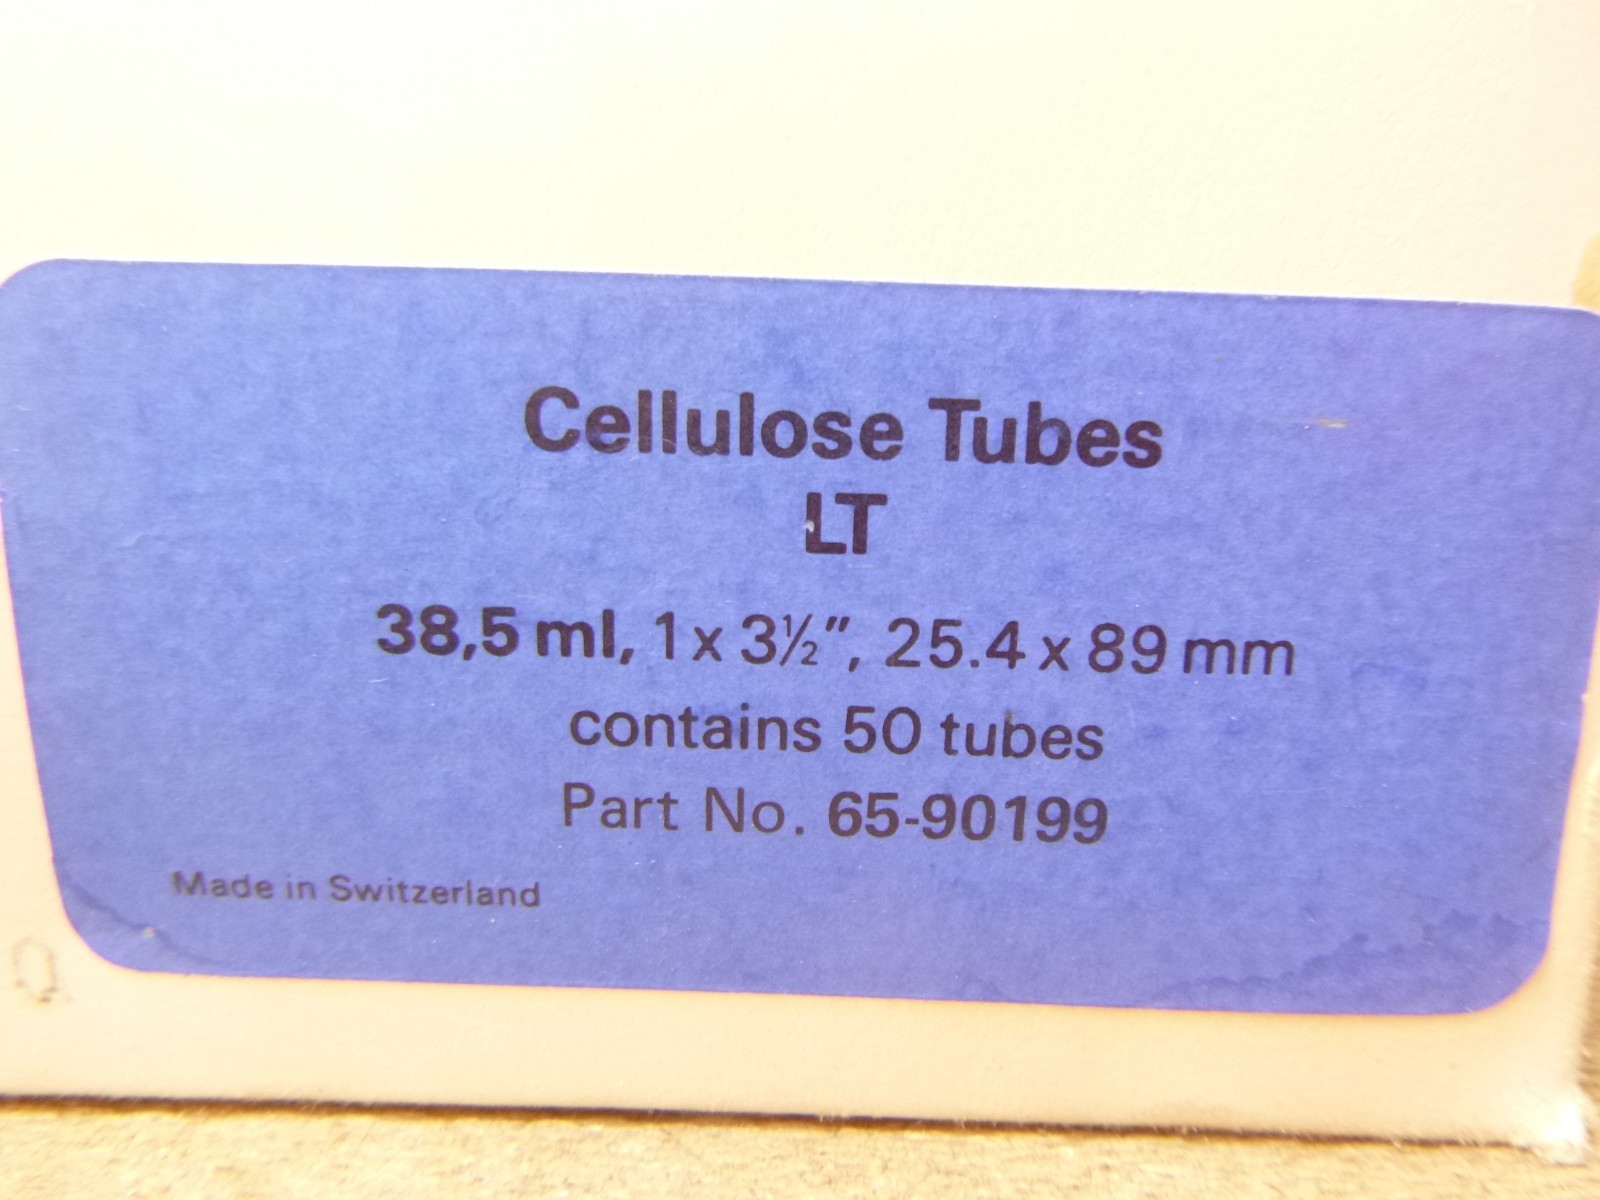 Cellulose Tubes
LT
38,5 ml, 1 x 3½", 25.4 x 89 mm
contains 50 tubes
Part No. 65-90199
Made in Switzerland